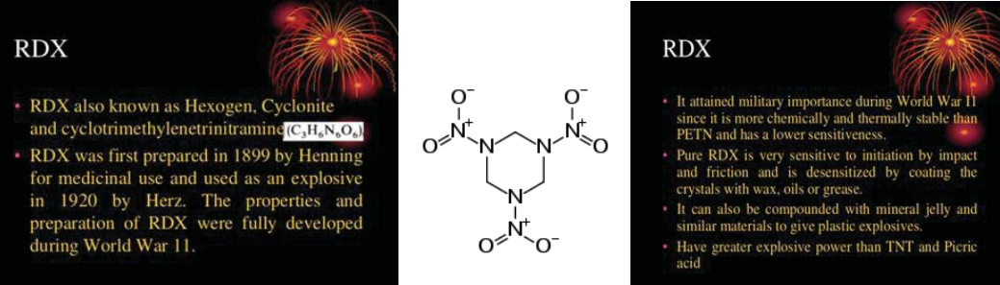 RDX
• RDX also known as Hexogen, Cyclonite
and cyclotrimethylenetrinitramine(C₃H₆N₆O₆)
• RDX was first prepared in 1899 by Henning
for medicinal use and used as an explosive
in 1920 by Herz. The properties and
preparation of RDX were fully developed
during World War 11.
O⁻ O⁻
N⁺ N⁺
O N N O
N
N⁺
O O⁻
RDX
• It attained military importance during World War II
since it is more chemically and thermally stable than
PETN and has a lower sensitiveness.
• Pure RDX is very sensitive to initiation by impact
and friction and is desensitized by coating the
crystals with wax, oils or grease.
• It can also be compounded with mineral jelly and
similar materials to give plastic explosives.
• Have greater explosive power than TNT and Picric
acid